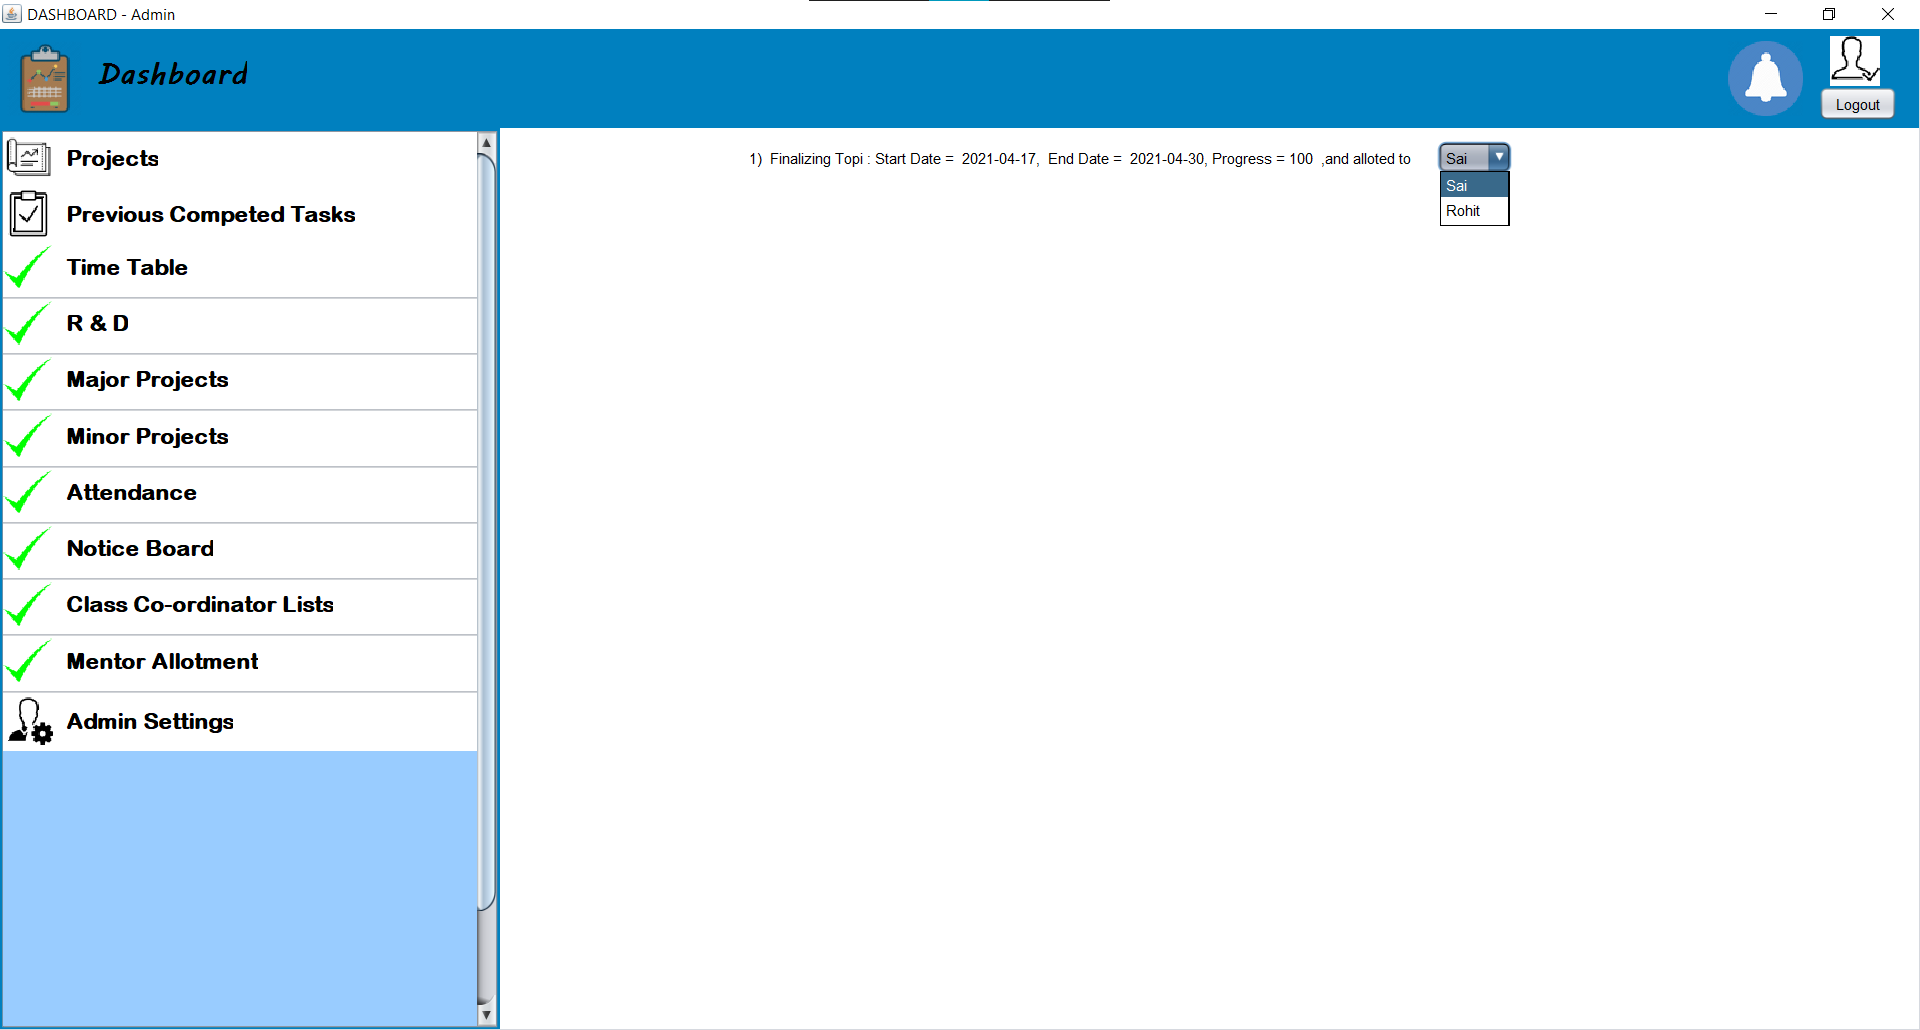 DASHBOARD - Admin
Dashboard
Logout
Projects
Previous Competed Tasks
Time Table
R & D
Major Projects
Minor Projects
Attendance
Notice Board
Class Co-ordinator Lists
Mentor Allotment
Admin Settings
1) Finalizing Topi : Start Date = 2021-04-17, End Date = 2021-04-30, Progress = 100 ,and alloted to Sai
Sai
Rohit